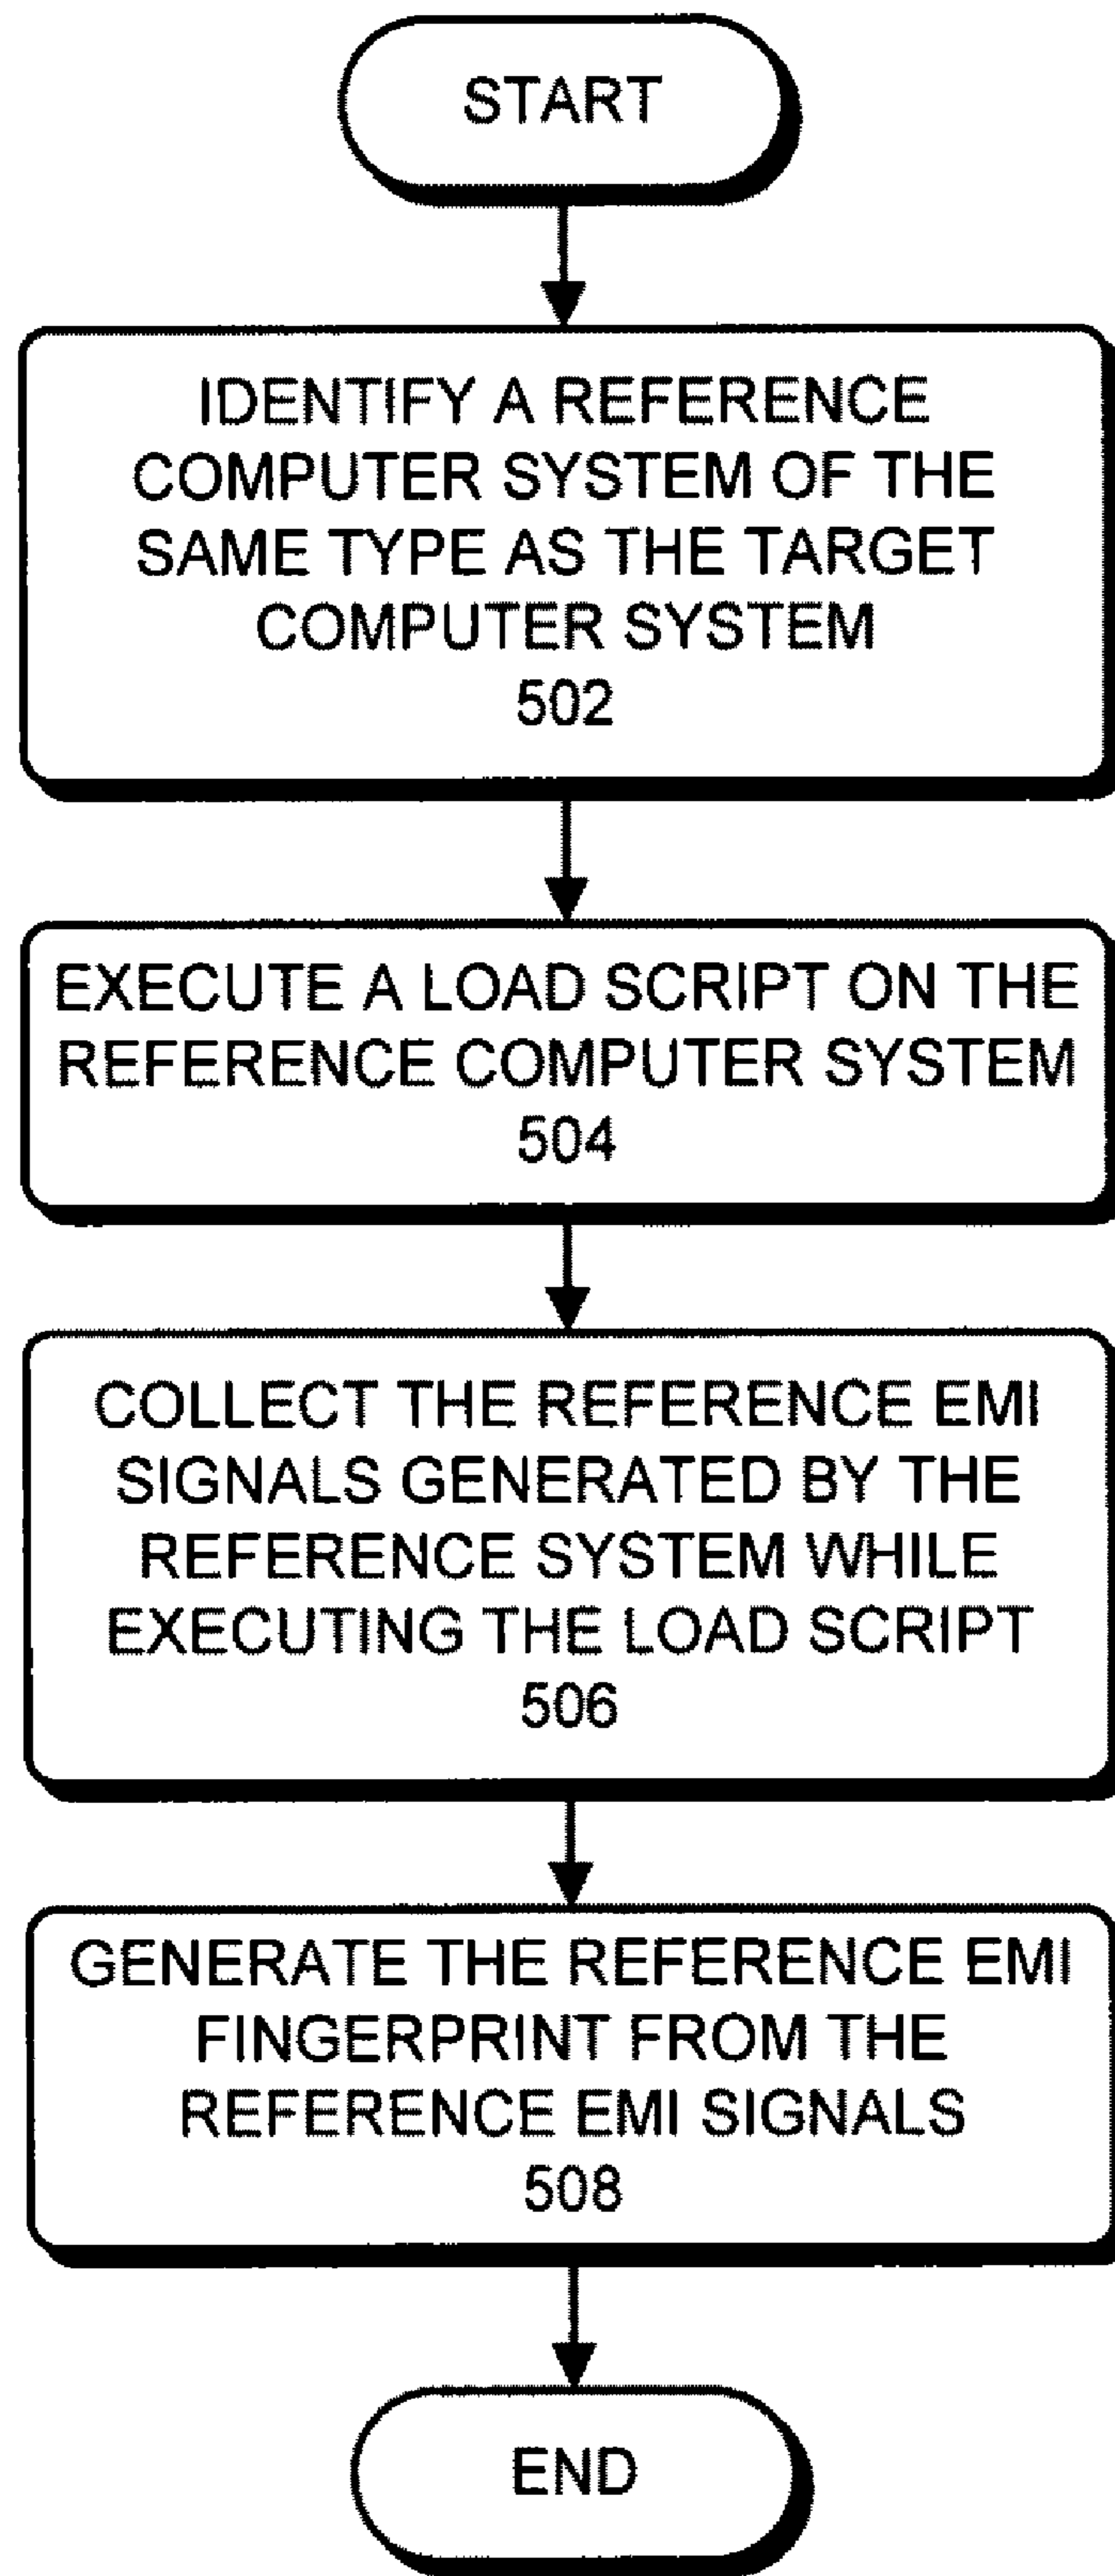 START
IDENTIFY A REFERENCE
COMPUTER SYSTEM OF THE
SAME TYPE AS THE TARGET
COMPUTER SYSTEM
502
EXECUTE A LOAD SCRIPT ON THE
REFERENCE COMPUTER SYSTEM
504
COLLECT THE REFERENCE EMI
SIGNALS GENERATED BY THE
REFERENCE SYSTEM WHILE
EXECUTING THE LOAD SCRIPT
506
GENERATE THE REFERENCE EMI
FINGERPRINT FROM THE
REFERENCE EMI SIGNALS
508
END